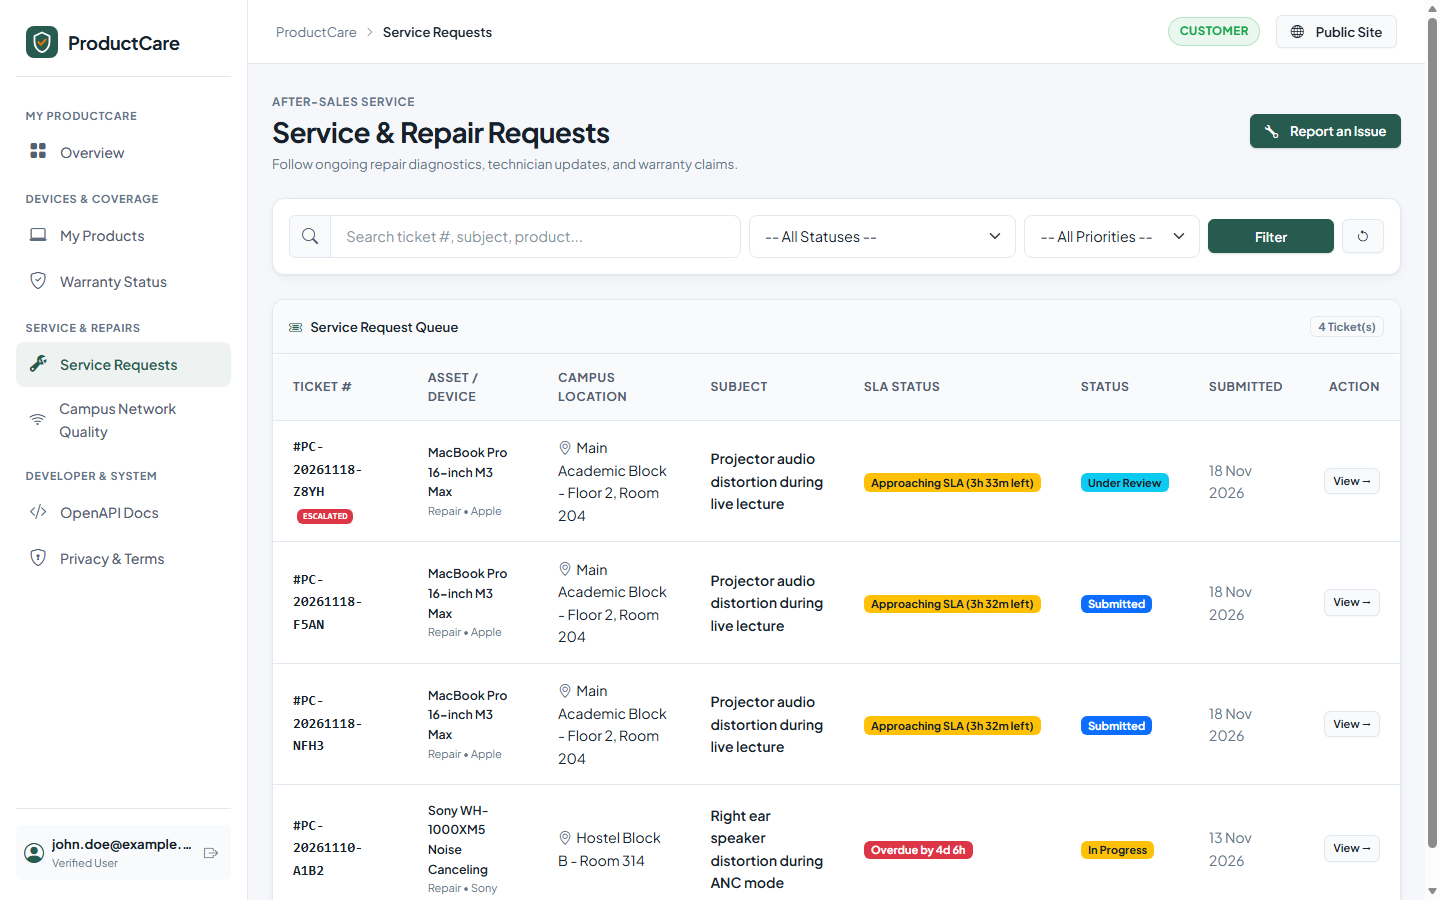 ProductCare
MY PRODUCTCARE
Overview
DEVICES & COVERAGE
My Products
Warranty Status
SERVICE & REPAIRS
Service Requests
Campus Network
Quality
DEVELOPER & SYSTEM
OpenAPI Docs
Privacy & Terms
john.doe@example....
Verified User
ProductCare > Service Requests
CUSTOMER
Public Site
AFTER-SALES SERVICE
Service & Repair Requests
Follow ongoing repair diagnostics, technician updates, and warranty claims.
Report an Issue
Search ticket #, subject, product...
-- All Statuses --
-- All Priorities --
Filter
Service Request Queue
4 Ticket(s)
TICKET #
ASSET /
DEVICE
CAMPUS
LOCATION
SUBJECT
SLA STATUS
STATUS
SUBMITTED
ACTION
#PC-
20261118-
Z8YH
ESCALATED
MacBook Pro
16-inch M3
Max
Repair • Apple
Main
Academic Block
- Floor 2, Room
204
Projector audio
distortion during
live lecture
Approaching SLA (3h 33m left)
Under Review
18 Nov
2026
View →
#PC-
20261118-
F5AN
MacBook Pro
16-inch M3
Max
Repair • Apple
Main
Academic Block
- Floor 2, Room
204
Projector audio
distortion during
live lecture
Approaching SLA (3h 32m left)
Submitted
18 Nov
2026
View →
#PC-
20261118-
NFH3
MacBook Pro
16-inch M3
Max
Repair • Apple
Main
Academic Block
- Floor 2, Room
204
Projector audio
distortion during
live lecture
Approaching SLA (3h 32m left)
Submitted
18 Nov
2026
View →
#PC-
20261110-
A1B2
Sony WH-
1000XM5
Noise
Canceling
Repair • Sony
Hostel Block
B - Room 314
Right ear
speaker
distortion during
ANC mode
Overdue by 4d 6h
In Progress
13 Nov
2026
View →